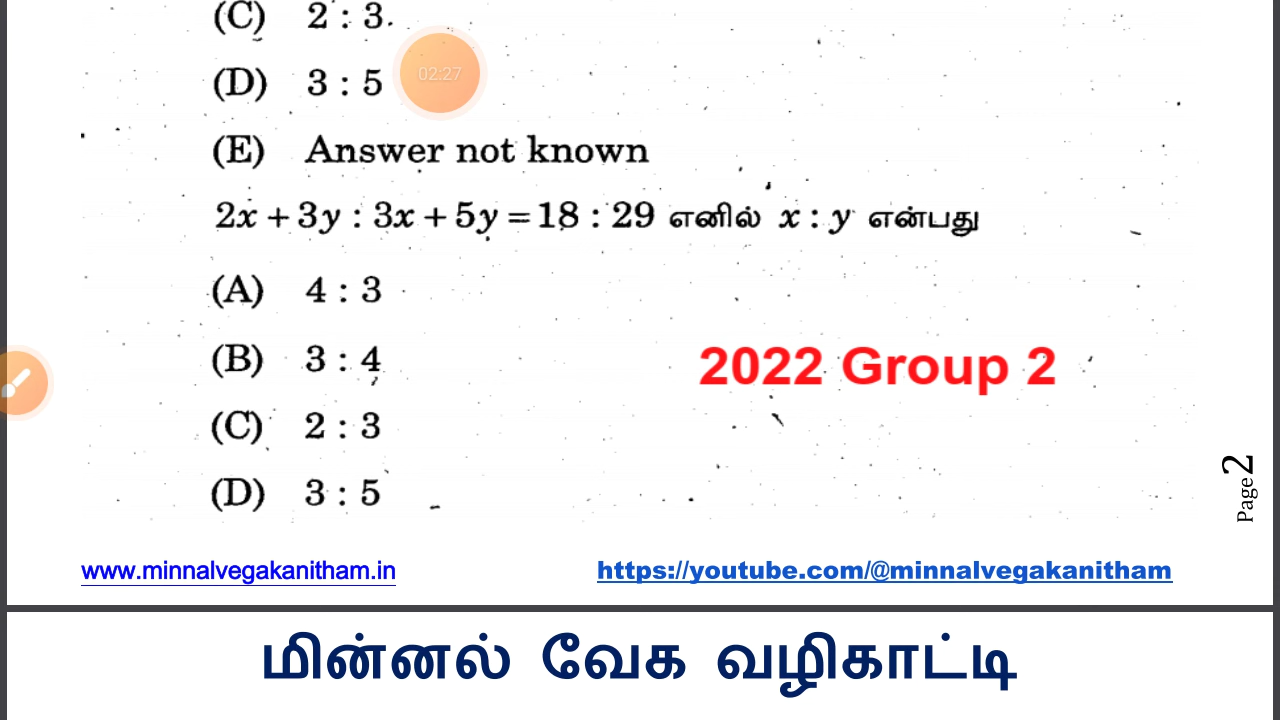 (C) 2 : 3.
(D) 3 : 5
02:27
(E) Answer not known
2x + 3y : 3x + 5y = 18 : 29 எனில் x : y என்பது
(A) 4 : 3
(B) 3 : 4
2022 Group 2
(C) 2 : 3
(D) 3 : 5
Page 2
www.minnalvegakanitham.in
https://youtube.com/@minnalvegakanitham
மின்னல் வேக வழிகாட்டி